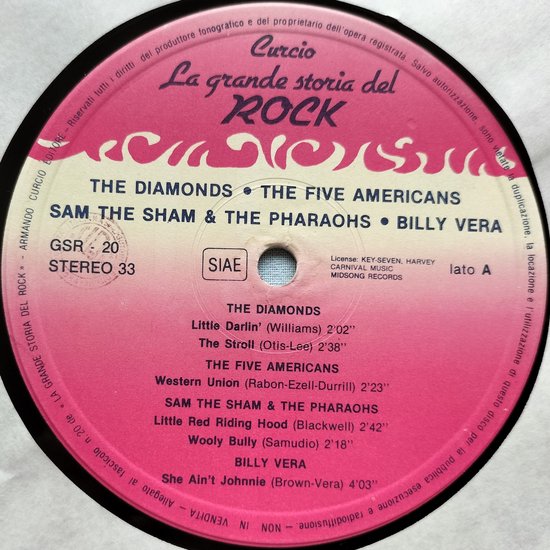 Riservati tutti i diritti del produttore fonografico e del proprietario dell'opera registrata. Salvo autorizzazione, sono vietate la duplicazione, la locazione e l'utilizzazione di questo disco per la pubblica esecuzione e radiodiffusione. - NON IN VENDITA - Allegato al fascicolo n. 20 de «LA GRANDE STORIA DEL ROCK» - ARMANDO CURCIO EDITORE -
Curcio
La grande storia del
ROCK
THE DIAMONDS • THE FIVE AMERICANS
SAM THE SHAM & THE PHARAOHS • BILLY VERA
GSR - 20
STEREO 33
SIAE
License: KEY-SEVEN, HARVEY
CARNIVAL MUSIC
MIDSONG RECORDS
lato A
THE DIAMONDS
Little Darlin' (Williams) 2'02"
The Stroll (Otis-Lee) 2'38"
THE FIVE AMERICANS
Western Union (Rabon-Ezell-Durrill) 2'23"
SAM THE SHAM & THE PHARAOHS
Little Red Riding Hood (Blackwell) 2'42"
Wooly Bully (Samudio) 2'18"
BILLY VERA
She Ain't Johnnie (Brown-Vera) 4'03"